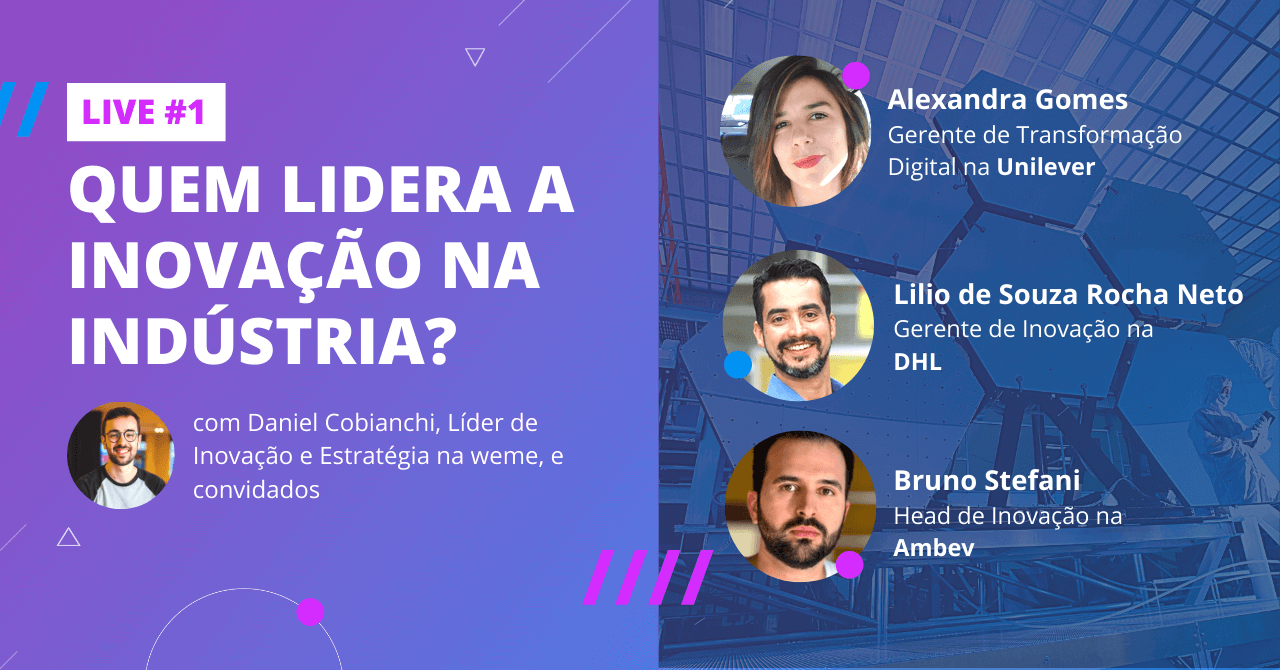 LIVE #1
QUEM LIDERA A
INOVAÇÃO NA
INDÚSTRIA?
com Daniel Cobianchi, Líder de
Inovação e Estratégia na weme, e
convidados
Alexandra Gomes
Gerente de Transformação
Digital na Unilever
Lilio de Souza Rocha Neto
Gerente de Inovação na
DHL
Bruno Stefani
Head de Inovação na
Ambev